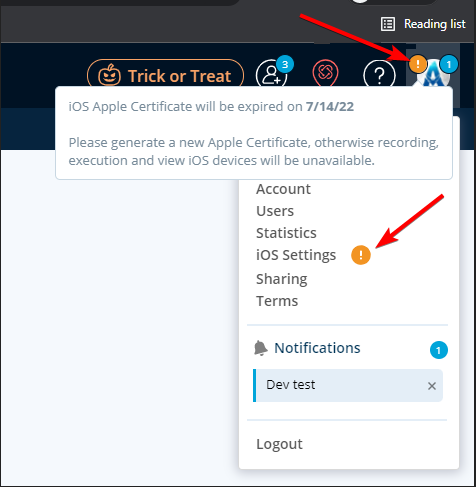 Reading list
!
1
Trick or Treat
3
?
iOS Apple Certificate will be expired on 7/14/22
Please generate a new Apple Certificate, otherwise recording,
execution and view iOS devices will be unavailable.
Account
Users
Statistics
iOS Settings !
Sharing
Terms
Notifications 1
Dev test ×
Logout